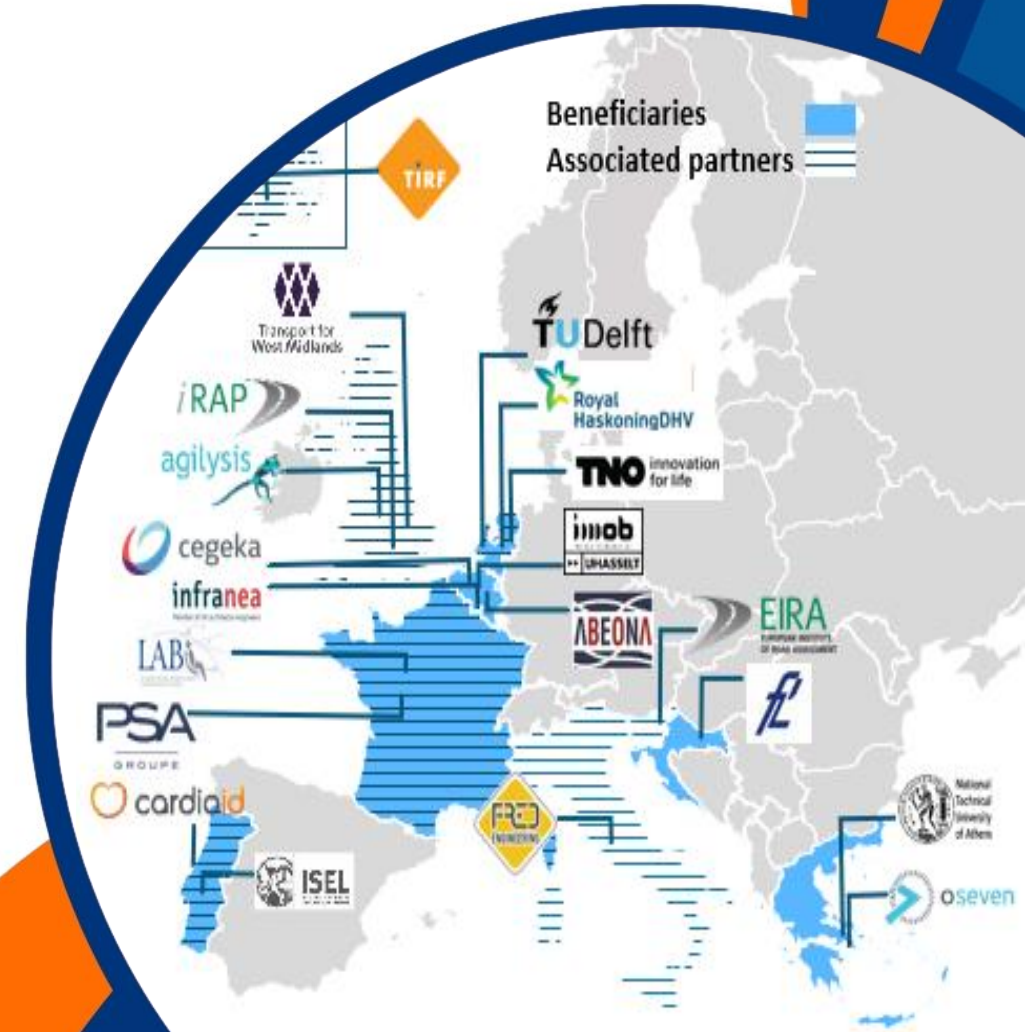 Beneficiaries
Associated partners
TIRF
Transport for
West Midlands
TUDelft
iRAP
Royal
HaskoningDHV
agilysis
TNO innovation
for life
imob
UHASSELT
cegeka
infranea
ABEONA
EIRA
EUROPEAN INSTITUTE
OF ROAD ASSESSMENT
LAB
PSA
GROUPE
cardioid
FRED
ENGINEERING
ISEL
National
Technical
University
of Athens
oseven